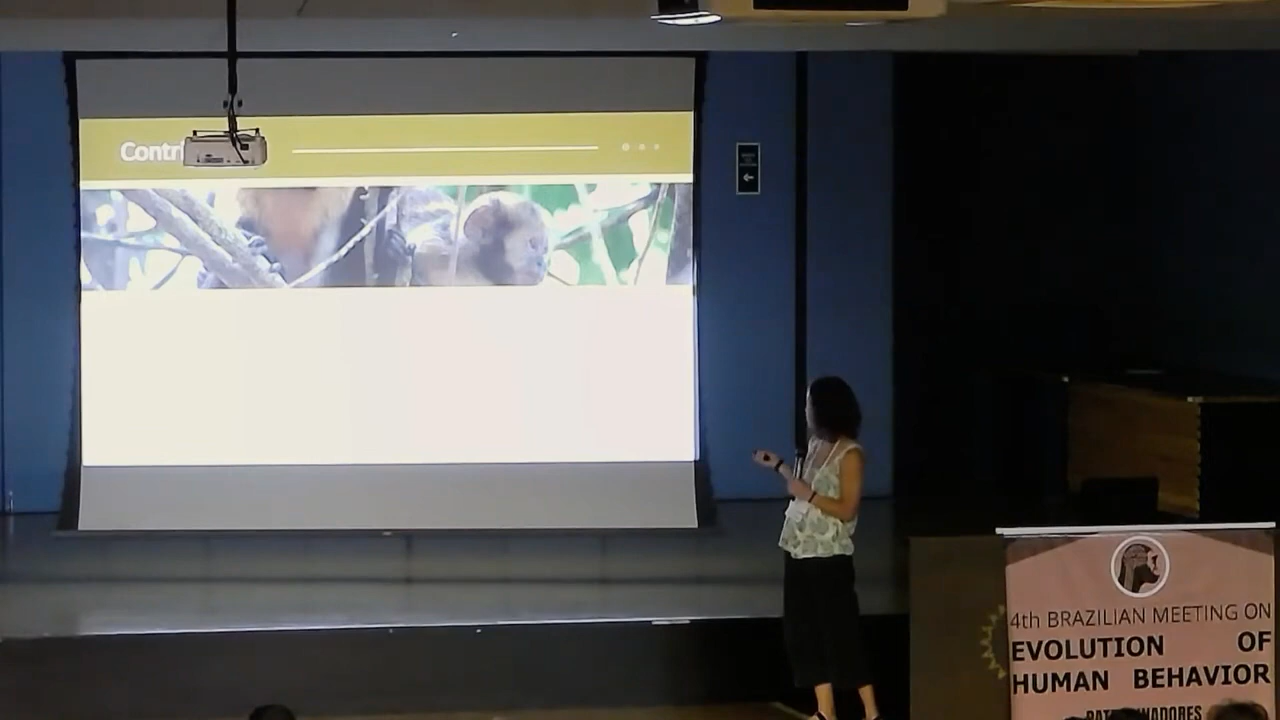 Contri
4th BRAZILIAN MEETING ON
EVOLUTION OF
HUMAN BEHAVIOR